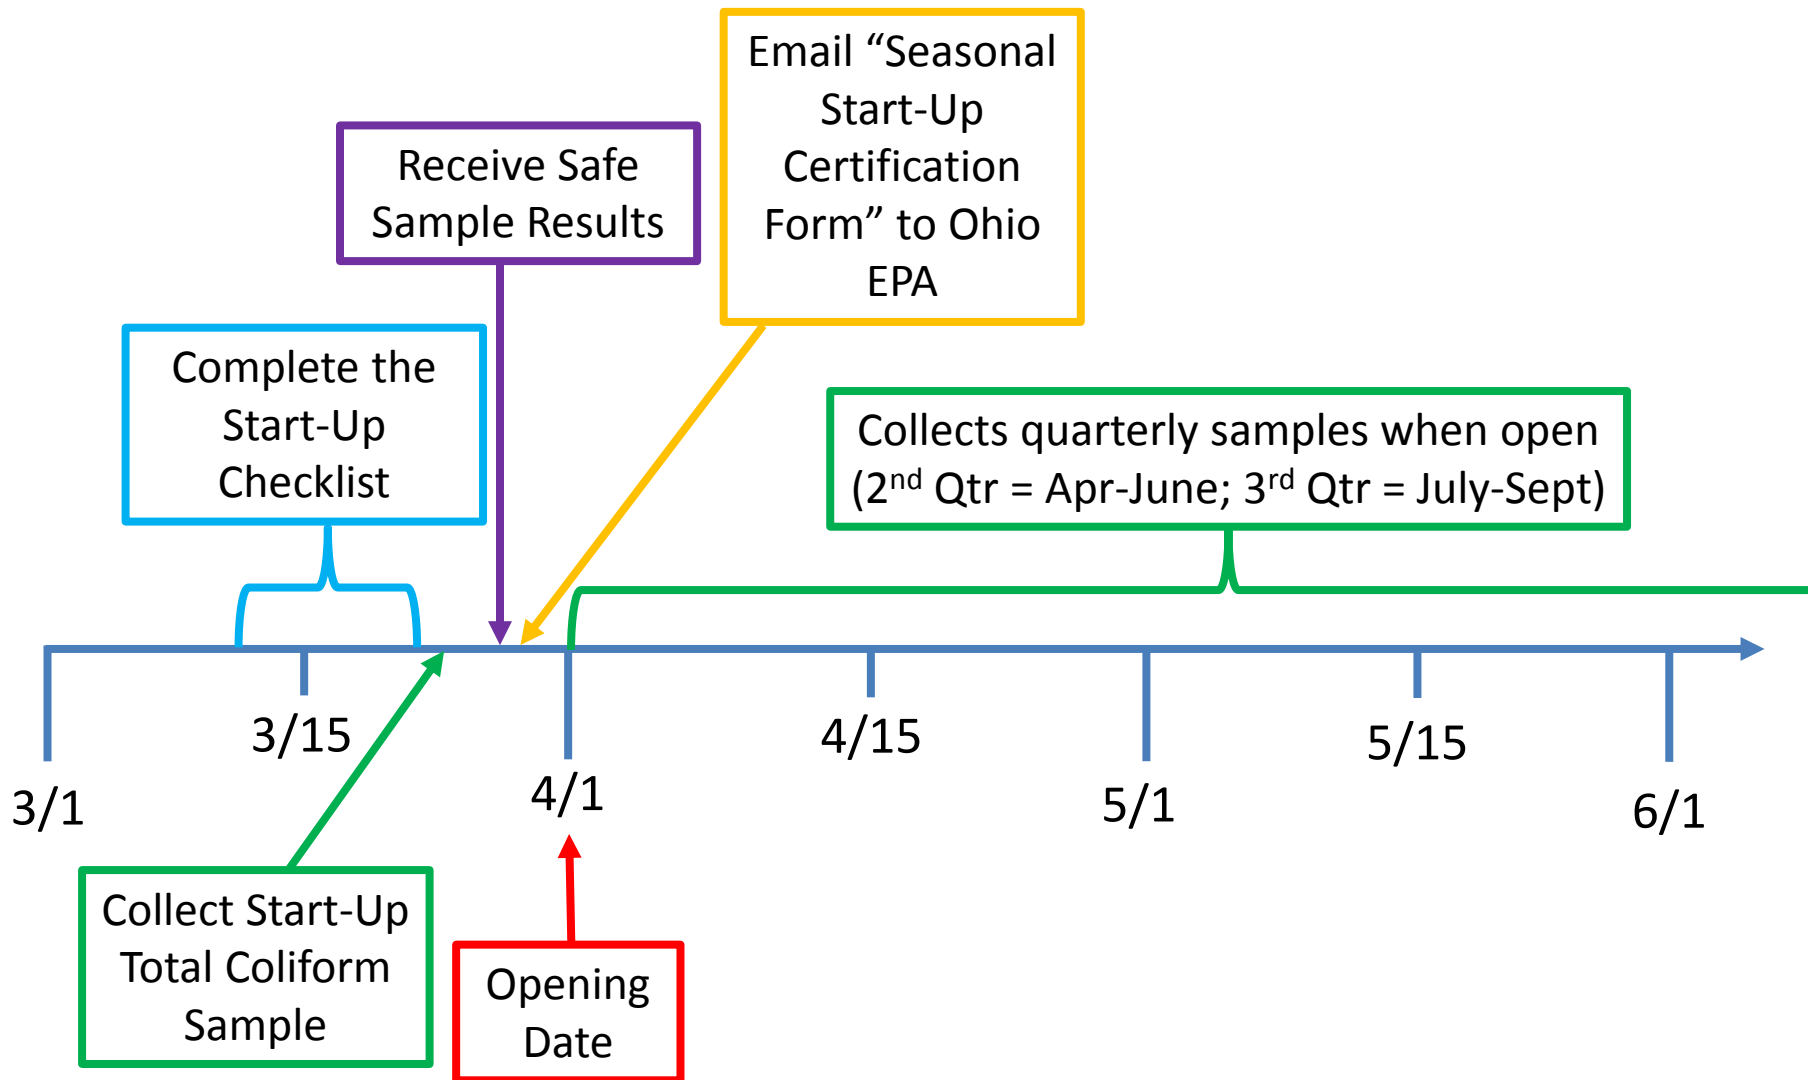 Email “Seasonal
Start-Up
Certification
Form” to Ohio
EPA
Receive Safe
Sample Results
Complete the
Start-Up
Checklist
Collects quarterly samples when open
(2nd Qtr = Apr-June; 3rd Qtr = July-Sept)
3/1
3/15
4/1
4/15
5/1
5/15
6/1
Collect Start-Up
Total Coliform
Sample
Opening
Date